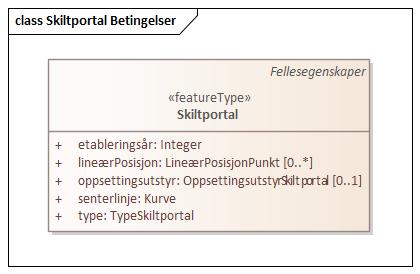 class Skiltportal Betingelser
Fellesegenskaper
«featureType»
Skiltportal
+ etableringsår: Integer
+ lineærPosisjon: LineærPosisjonPunkt [0..*]
+ oppsettingsutstyr: OppsettingsutstyrSkiltportal [0..1]
+ senterlinje: Kurve
+ type: TypeSkiltportal